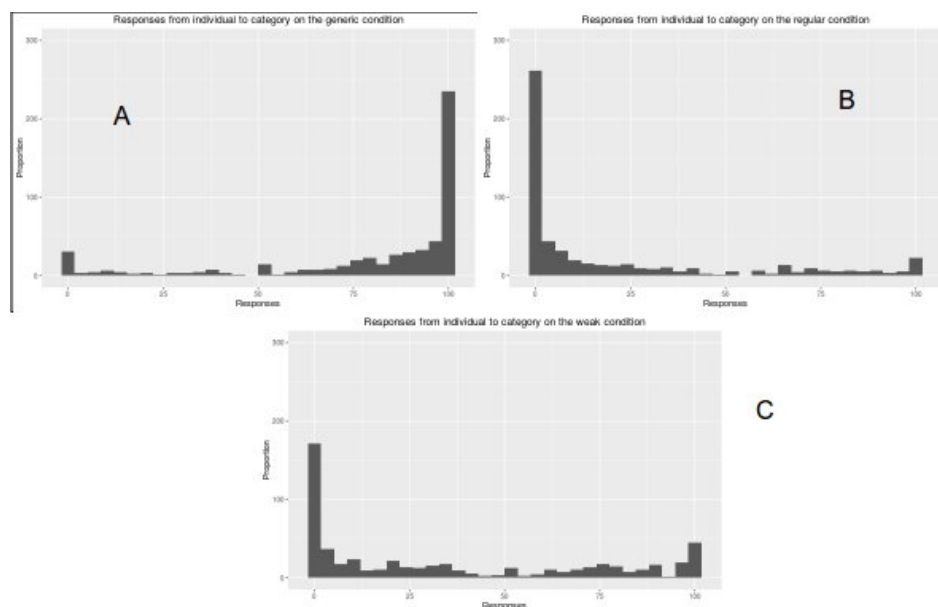 Responses from individual to category on the generic condition
300
200
100
0
Proportion
A
0 25 50 75 100
Responses
Responses from individual to category on the regular condition
300
200
100
0
Proportion
B
0 25 50 75 100
Responses
Responses from individual to category on the weak condition
300
200
100
0
Proportion
C
0 25 50 75 100
Responses